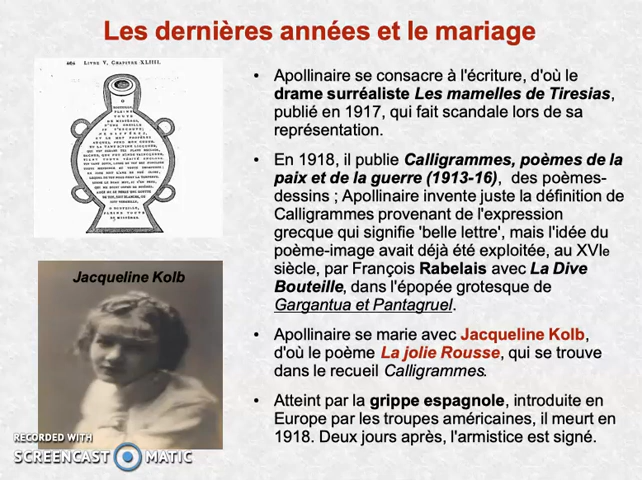 Les dernières années et le mariage
464 LIVRE V, CHAPITRE XLIIII.
• Apollinaire se consacre à l'écriture, d'où le
drame surréaliste Les mamelles de Tiresias,
publié en 1917, qui fait scandale lors de sa
représentation.
• En 1918, il publie Calligrammes, poèmes de la
paix et de la guerre (1913-16), des poèmes-
dessins ; Apollinaire invente juste la définition de
Calligrammes provenant de l'expression
grecque qui signifie 'belle lettre', mais l'idée du
poème-image avait déjà été exploitée, au XVIe
siècle, par François Rabelais avec La Dive
Bouteille, dans l'épopée grotesque de
Gargantua et Pantagruel.
Jacqueline Kolb
• Apollinaire se marie avec Jacqueline Kolb,
d'où le poème La jolie Rousse, qui se trouve
dans le recueil Calligrammes.
• Atteint par la grippe espagnole, introduite en
Europe par les troupes américaines, il meurt en
1918. Deux jours après, l'armistice est signé.
RECORDED WITH
SCREENCAST MATIC